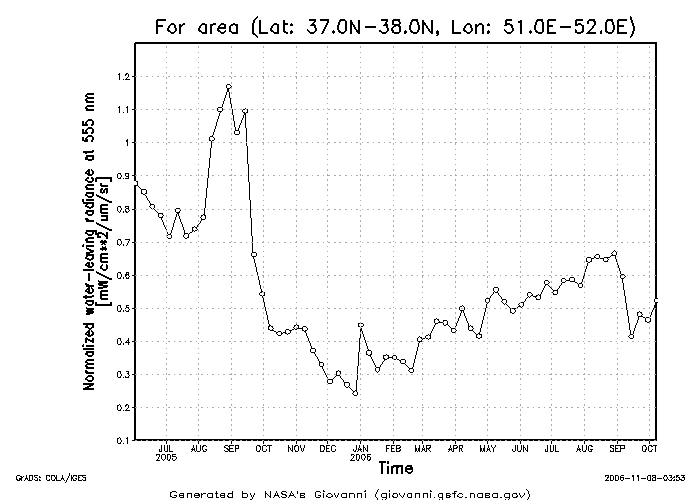 For area (Lat: 37.0N-38.0N, Lon: 51.0E-52.0E)
Normalized water-leaving radiance at 555 nm
[mW/cm**2/um/sr]
1.2
1.1
1
0.9
0.8
0.7
0.6
0.5
0.4
0.3
0.2
0.1
JUL AUG SEP OCT NOV DEC JAN FEB MAR APR MAY JUN JUL AUG SEP OCT
2005 2006
Time
GrADS: COLA/IGES
2006-11-08-03:53
Generated by NASA's Giovanni (giovanni.gsfc.nasa.gov)